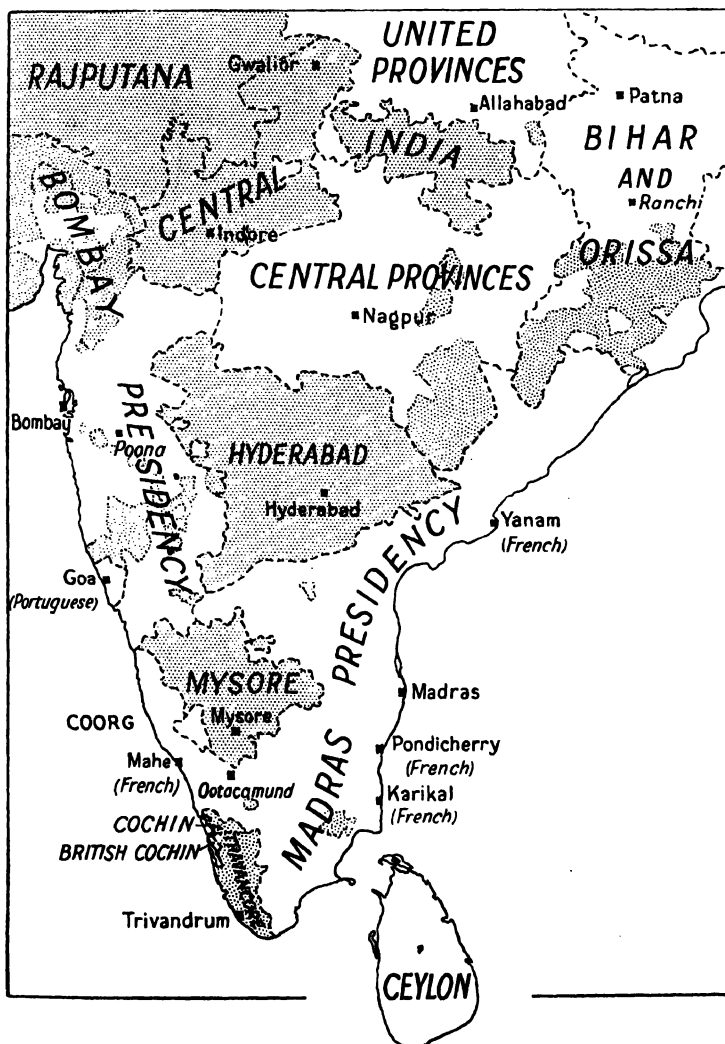 UNITED
PROVINCES
RAJPUTANA
Gwalior
Allahabad
Patna
BIHAR
AND
Ranchi
ORISSA
CENTRAL INDIA
Indore
BOMBAY PRESIDENCY
CENTRAL PROVINCES
Nagpur
Bombay
Poona
HYDERABAD
Hyderabad
Yanam
(French)
Goa
(Portuguese)
MADRAS PRESIDENCY
MYSORE
Mysore
Madras
COORG
Mahe
(French)
Ootacamund
Pondicherry
(French)
Karikal
(French)
COCHIN
BRITISH COCHIN
TRAVANCORE
Trivandrum
CEYLON